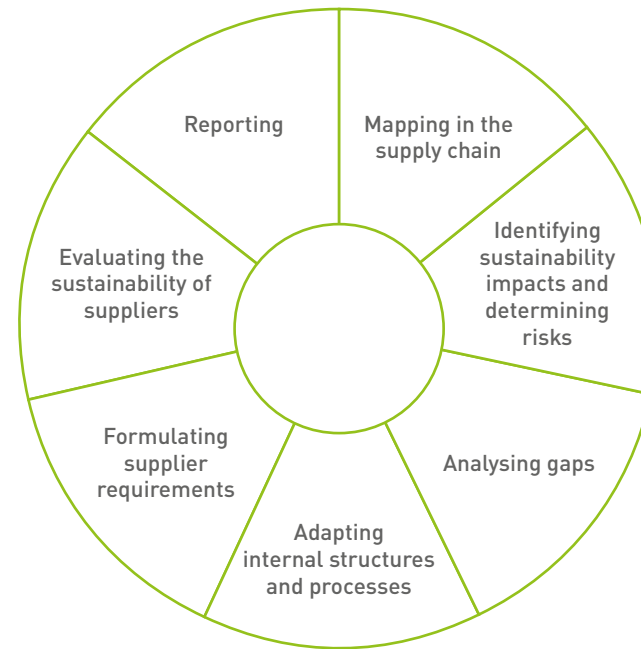 Mapping in the
supply chain
Identifying
sustainability
impacts and
determining
risks
Analysing gaps
Adapting
internal structures
and processes
Formulating
supplier
requirements
Evaluating the
sustainability of
suppliers
Reporting